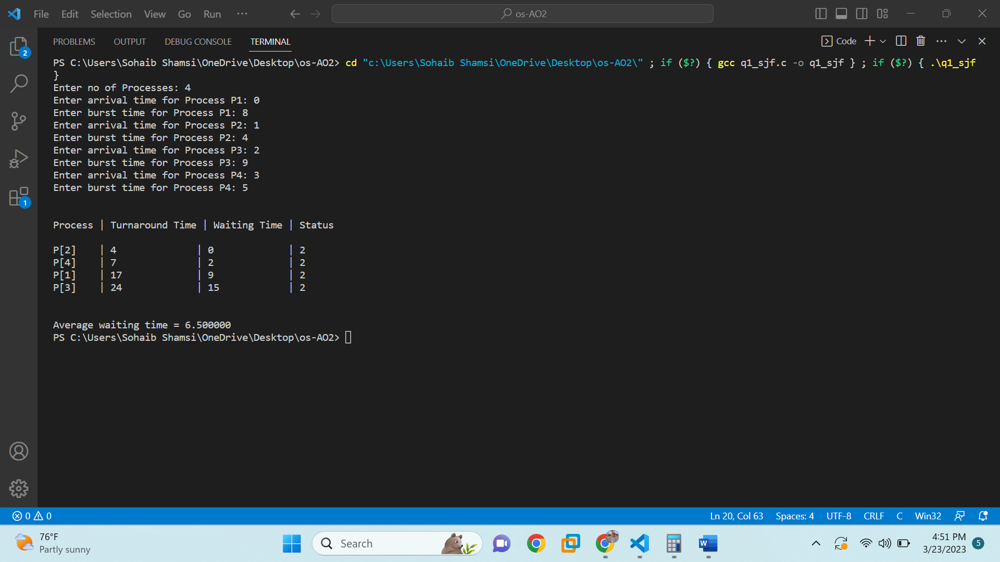 File Edit Selection View Go Run ··· os-AO2
PROBLEMS OUTPUT DEBUG CONSOLE TERMINAL Code
2
PS C:\Users\Sohaib Shamsi\OneDrive\Desktop\os-AO2> cd "c:\Users\Sohaib Shamsi\OneDrive\Desktop\os-AO2\" ; if ($?) { gcc q1_sjf.c -o q1_sjf } ; if ($?) { .\q1_sjf
}
Enter no of Processes: 4
Enter arrival time for Process P1: 0
Enter burst time for Process P1: 8
Enter arrival time for Process P2: 1
Enter burst time for Process P2: 4
Enter arrival time for Process P3: 2
Enter burst time for Process P3: 9
Enter arrival time for Process P4: 3
Enter burst time for Process P4: 5
1
Process | Turnaround Time | Waiting Time | Status
P[2] | 4 | 0 | 2
P[4] | 7 | 2 | 2
P[1] | 17 | 9 | 2
P[3] | 24 | 15 | 2
Average waiting time = 6.500000
PS C:\Users\Sohaib Shamsi\OneDrive\Desktop\os-AO2>
0 0 Ln 20, Col 63 Spaces: 4 UTF-8 CRLF C Win32
76°F
Partly sunny
Search
W
4:51 PM
3/23/2023
5